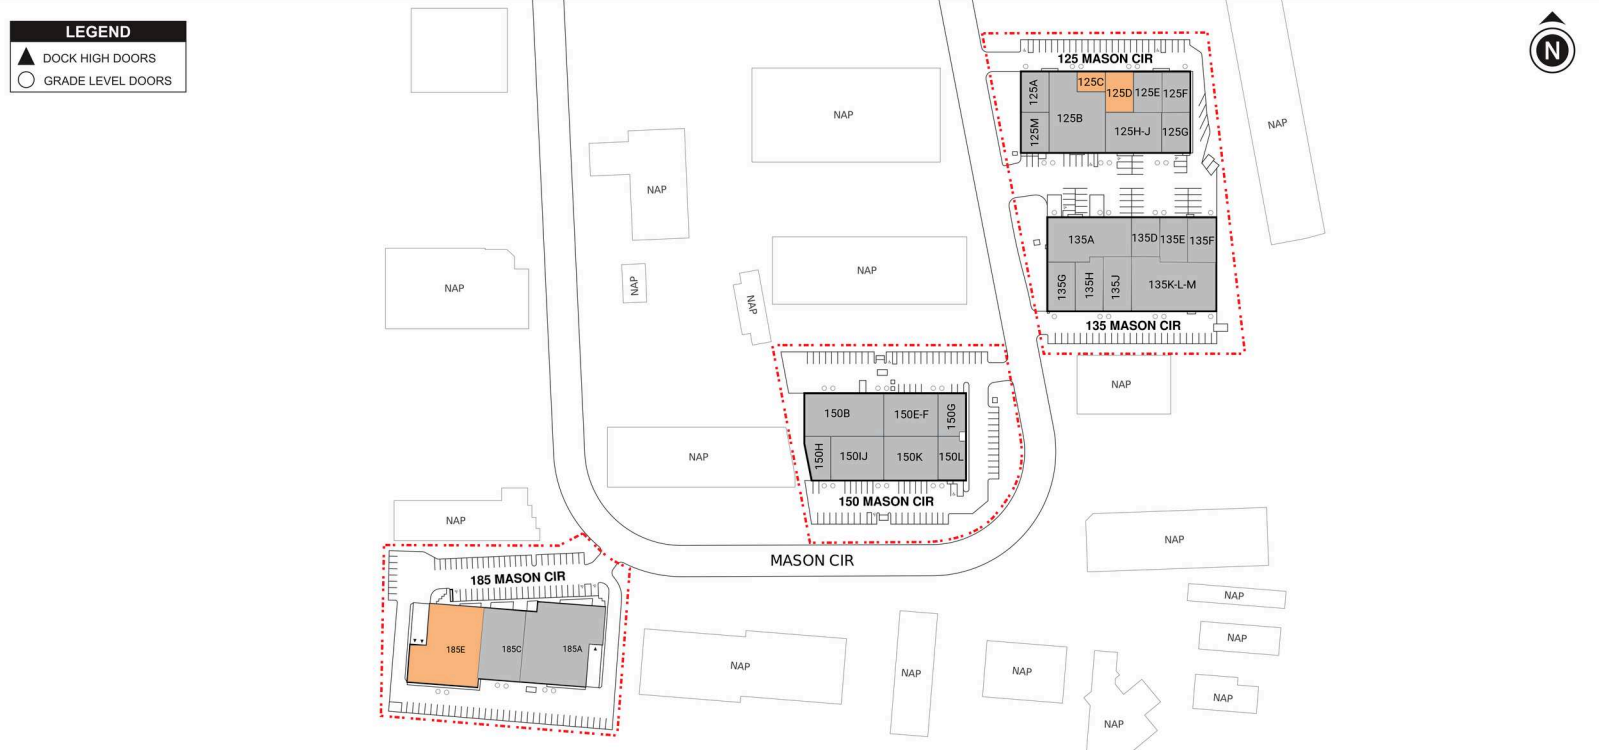 LEGEND
DOCK HIGH DOORS
GRADE LEVEL DOORS
N
125 MASON CIR
125A
125C
125D
125E
125F
125M
125B
125H-J
125G
NAP
NAP
NAP
135A
135D
135E
135F
135G
135H
135J
135K-L-M
135 MASON CIR
NAP
NAP
NAP
NAP
NAP
NAP
150B
150E-F
150G
150H
150IJ
150K
150L
150 MASON CIR
NAP
NAP
MASON CIR
NAP
185 MASON CIR
185E
185C
185A
NAP
NAP
NAP
NAP
NAP
NAP
NAP